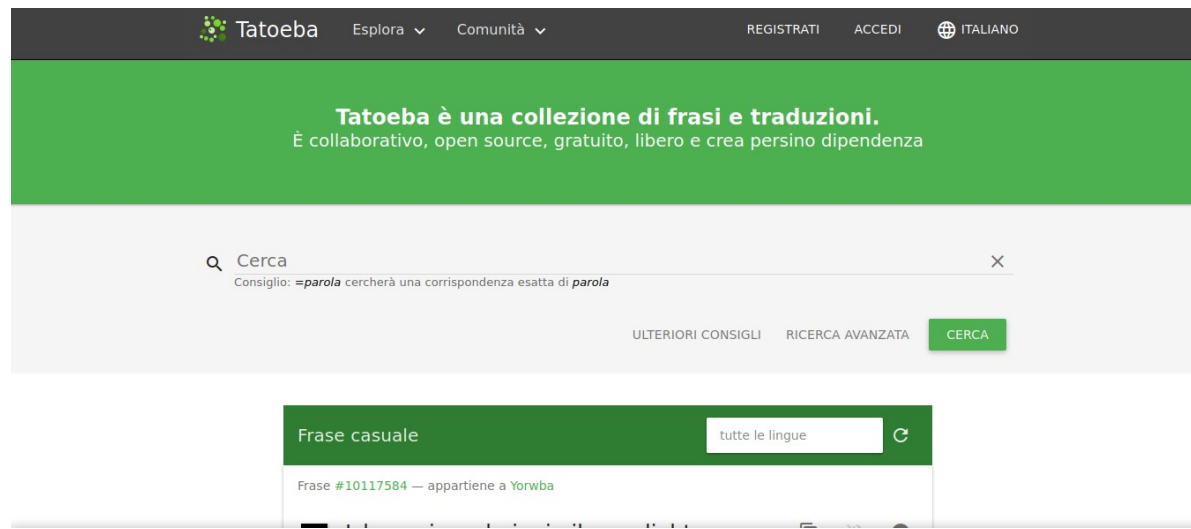 Tatoeba Esplora Comunità REGISTRATI ACCEDI ITALIANO
Tatoeba è una collezione di frasi e traduzioni.
È collaborativo, open source, gratuito, libero e crea persino dipendenza
Cerca
Consiglio: =parola cercherà una corrispondenza esatta di parola
ULTERIORI CONSIGLI RICERCA AVANZATA CERCA
Frase casuale tutte le lingue
Frase #10117584 — appartiene a Yorwba